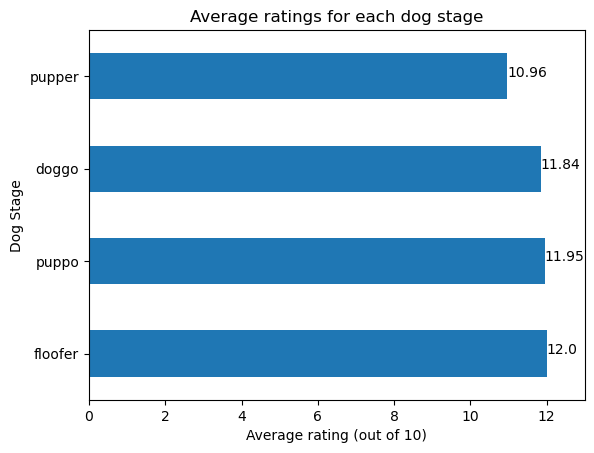 Average ratings for each dog stage
Dog Stage
pupper
10.96
doggo
11.84
puppo
11.95
floofer
12.0
0 2 4 6 8 10 12
Average rating (out of 10)